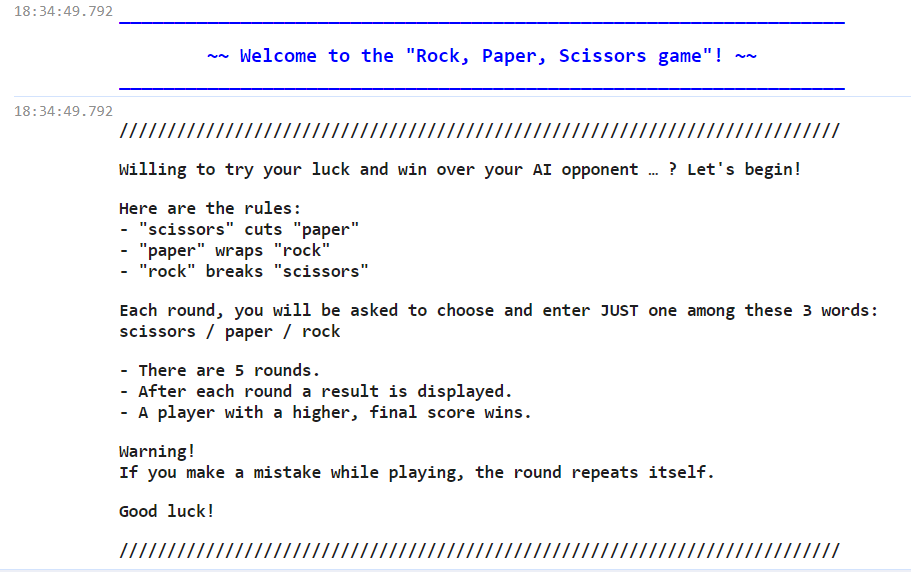 18:34:49.792
~~ Welcome to the "Rock, Paper, Scissors game"! ~~
18:34:49.792
///////////////////////////////////////////////////////////////////////////
Willing to try your luck and win over your AI opponent … ? Let's begin!
Here are the rules:
- "scissors" cuts "paper"
- "paper" wraps "rock"
- "rock" breaks "scissors"
Each round, you will be asked to choose and enter JUST one among these 3 words:
scissors / paper / rock
- There are 5 rounds.
- After each round a result is displayed.
- A player with a higher, final score wins.
Warning!
If you make a mistake while playing, the round repeats itself.
Good luck!
///////////////////////////////////////////////////////////////////////////